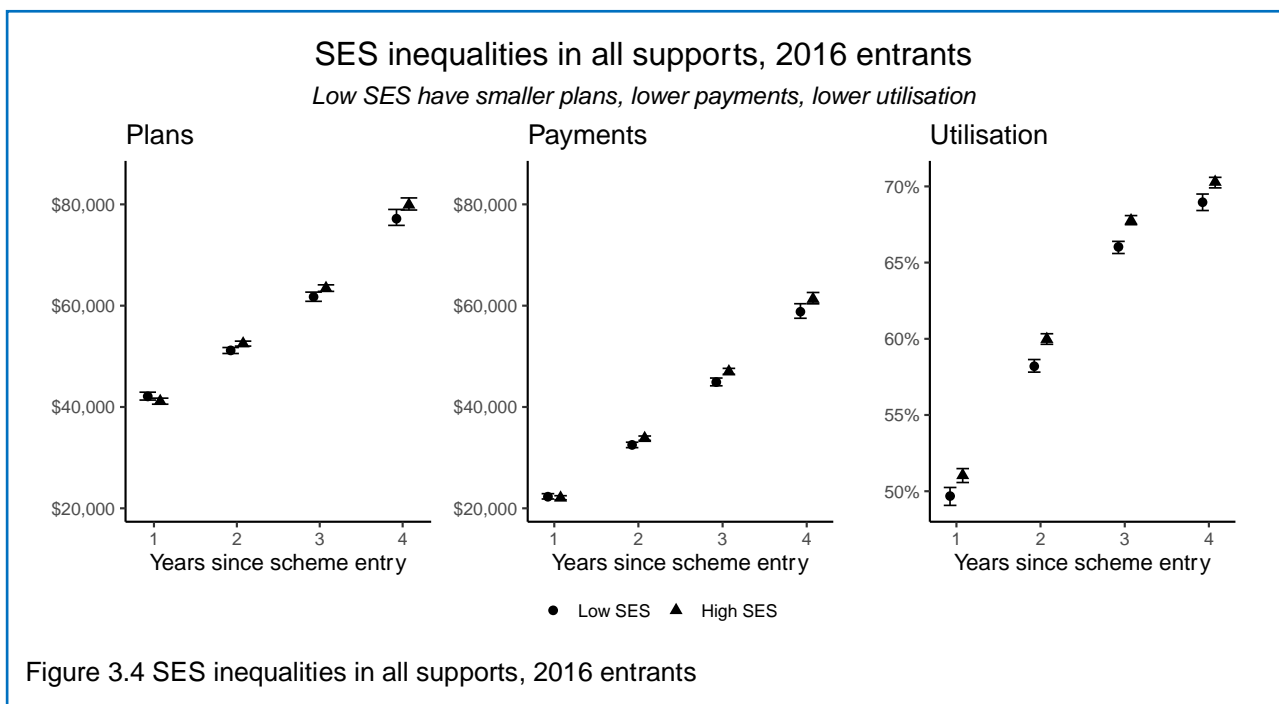 SES inequalities in all supports, 2016 entrants
Low SES have smaller plans, lower payments, lower utilisation
Plans
$80,000
$60,000
$40,000
$20,000
1 2 3 4
Years since scheme entry
Payments
$80,000
$60,000
$40,000
$20,000
1 2 3 4
Years since scheme entry
Utilisation
70%
65%
60%
55%
50%
1 2 3 4
Years since scheme entry
Low SES High SES
Figure 3.4 SES inequalities in all supports, 2016 entrants